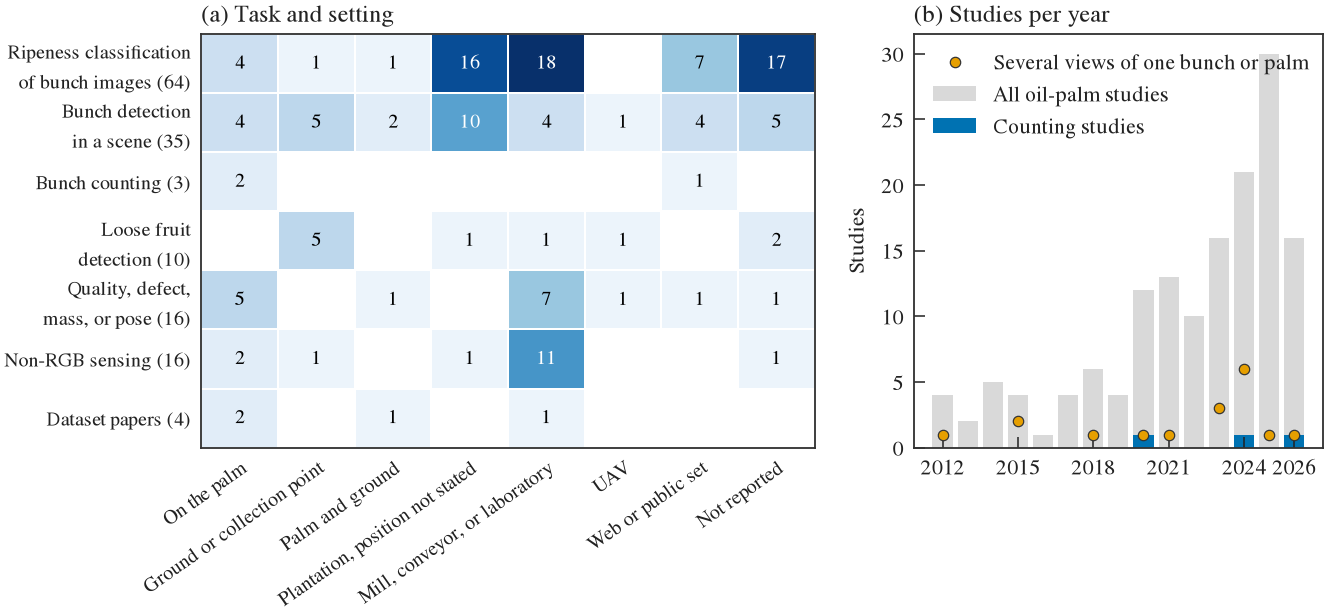 (a) Task and setting
Ripeness classification
of bunch images (64)
4 1 1 16 18 7 17
Bunch detection
in a scene (35)
4 5 2 10 4 1 4 5
Bunch counting (3)
2 1
Loose fruit
detection (10)
5 1 1 1 2
Quality, defect,
mass, or pose (16)
5 1 7 1 1 1
Non-RGB sensing (16)
2 1 1 11 1
Dataset papers (4)
2 1 1
On the palm
Ground or collection point
Palm and ground
Plantation, position not stated
Mill, conveyor, or laboratory
UAV
Web or public set
Not reported
(b) Studies per year
Several views of one bunch or palm
All oil-palm studies
Counting studies
Studies
30
25
20
15
10
5
0
2012 2015 2018 2021 2024 2026